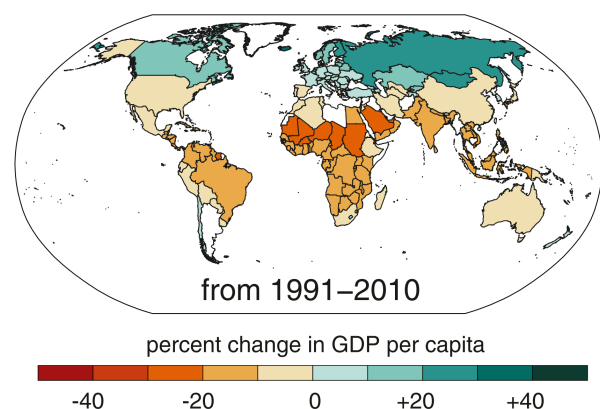 from 1991–2010
percent change in GDP per capita
-40 -20 0 +20 +40